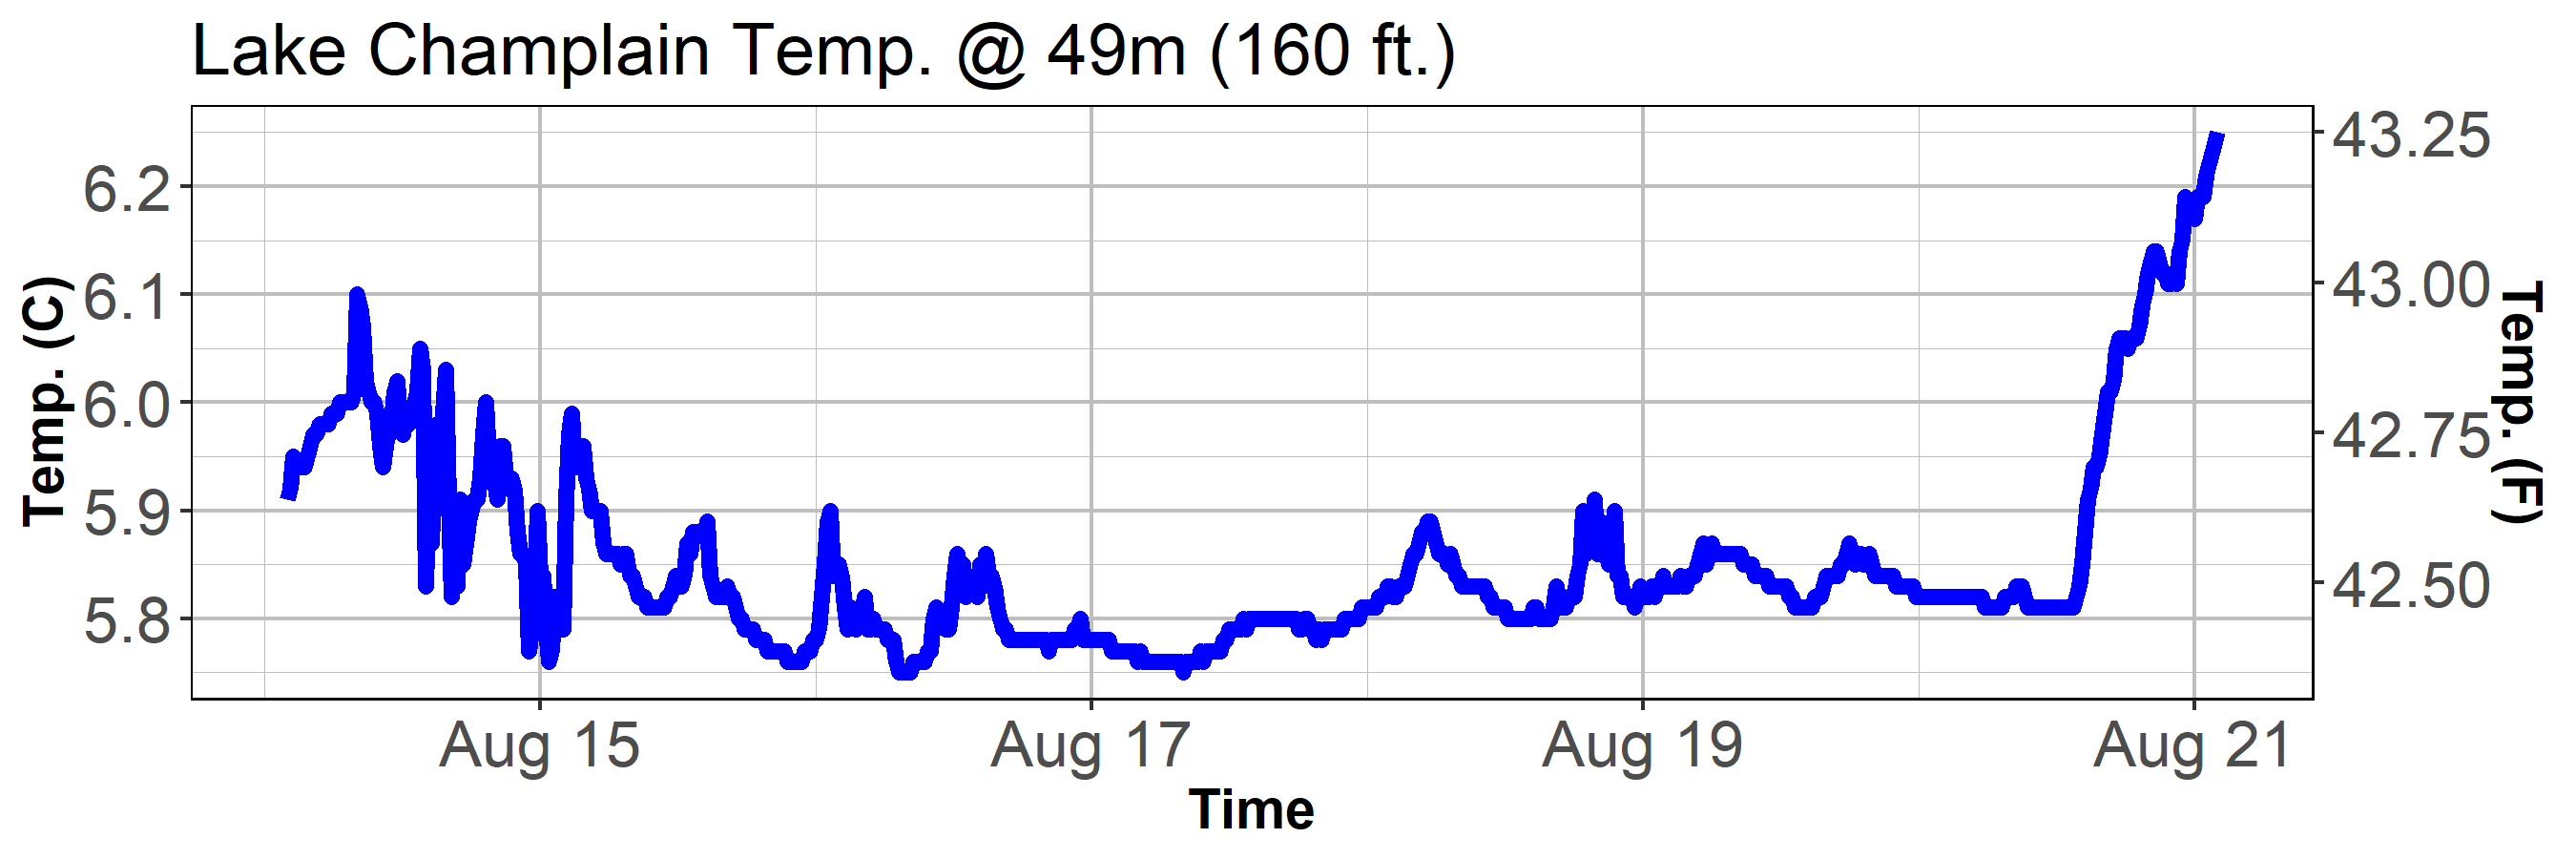 Lake Champlain Temp. @ 49m (160 ft.)
Temp. (C)
6.2
6.1
6.0
5.9
5.8
43.25
43.00
42.75
42.50
Temp. (F)
Aug 15
Aug 17
Aug 19
Aug 21
Time